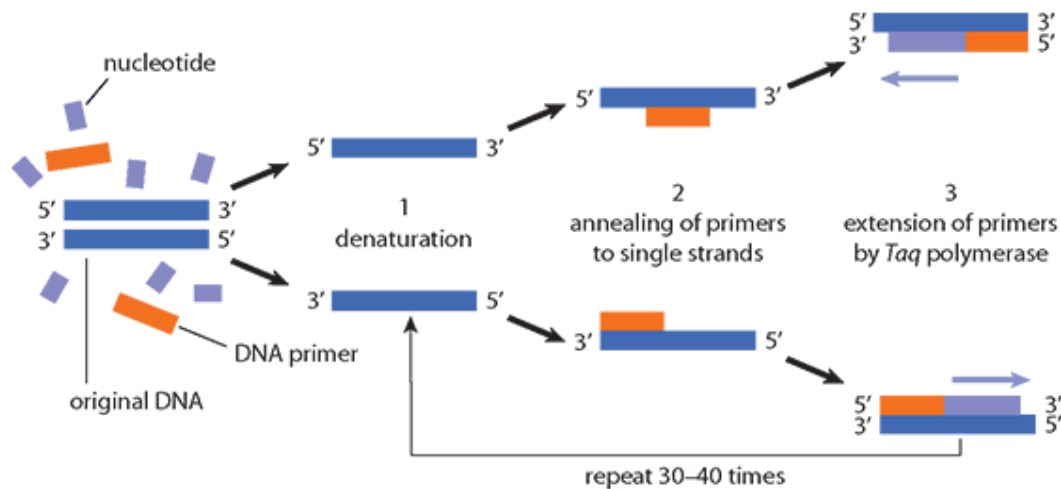 nucleotide
5′ 3′
3′ 5′
original DNA
DNA primer
5′ 3′
1
denaturation
3′ 5′
5′ 3′
2
annealing of primers
to single strands
3′ 5′
5′ 3′
3′ 5′
3
extension of primers
by Taq polymerase
5′ 3′
3′ 5′
repeat 30–40 times